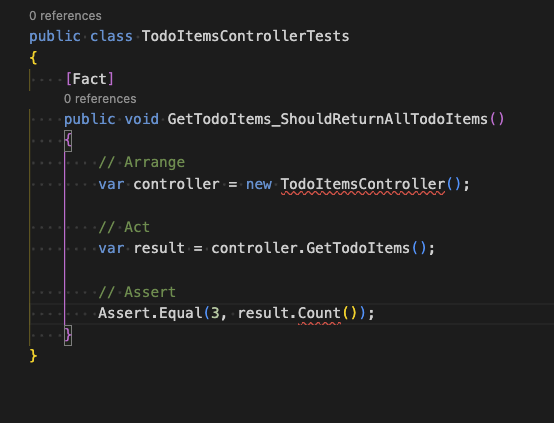 0 references
public class TodoItemsControllerTests
{
[Fact]
0 references
public void GetTodoItems_ShouldReturnAllTodoItems()
{
// Arrange
var controller = new TodoItemsController();
// Act
var result = controller.GetTodoItems();
// Assert
Assert.Equal(3, result.Count());
}
}